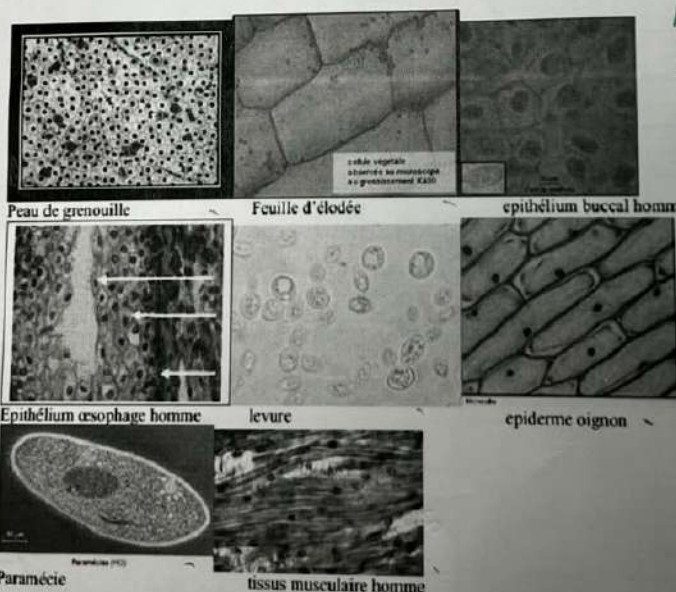 cellule végétale
observée au microscope
au grossissement X400
Peau de grenouille
Feuille d'élodée
epithélium buccal homm
Epithélium œsophage homme
levure
epiderme oignon
Paramécie
Paramécie
tissus musculaire homme